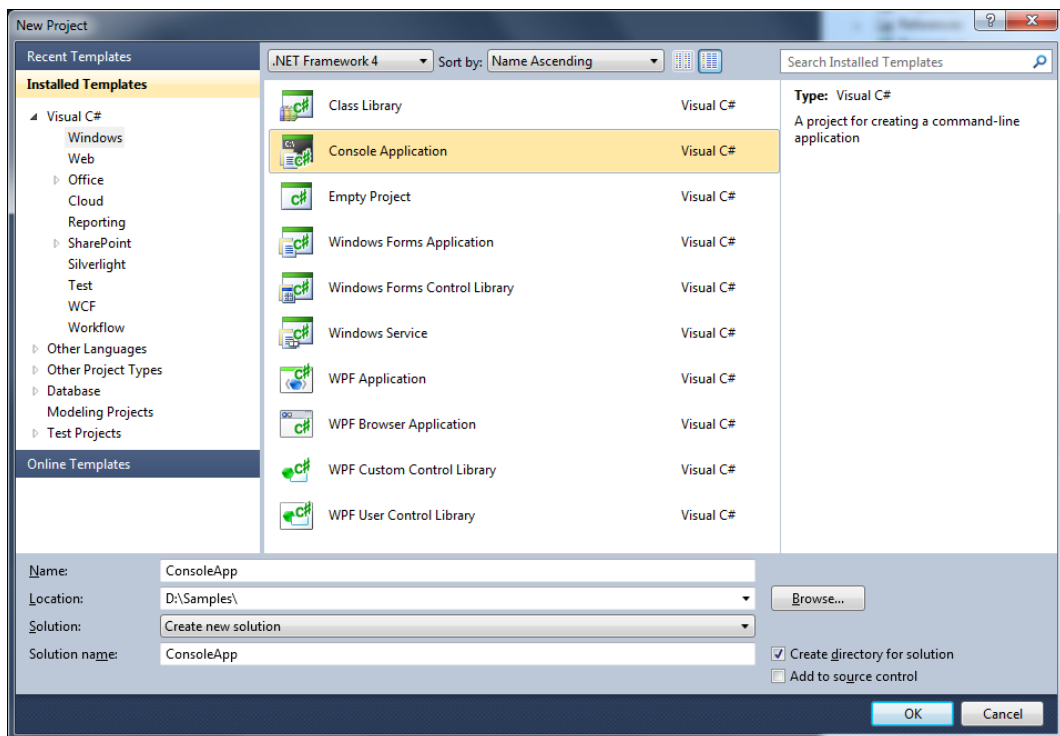 New Project
Recent Templates
Installed Templates
Visual C#
Windows
Web
Office
Cloud
Reporting
SharePoint
Silverlight
Test
WCF
Workflow
Other Languages
Other Project Types
Database
Modeling Projects
Test Projects
Online Templates
.NET Framework 4 Sort by: Name Ascending
Class Library Visual C#
Console Application Visual C#
Empty Project Visual C#
Windows Forms Application Visual C#
Windows Forms Control Library Visual C#
Windows Service Visual C#
WPF Application Visual C#
WPF Browser Application Visual C#
WPF Custom Control Library Visual C#
WPF User Control Library Visual C#
Search Installed Templates
Type: Visual C#
A project for creating a command-line
application
Name: ConsoleApp
Location: D:\Samples\ Browse...
Solution: Create new solution
Solution name: ConsoleApp
Create directory for solution
Add to source control
OK Cancel